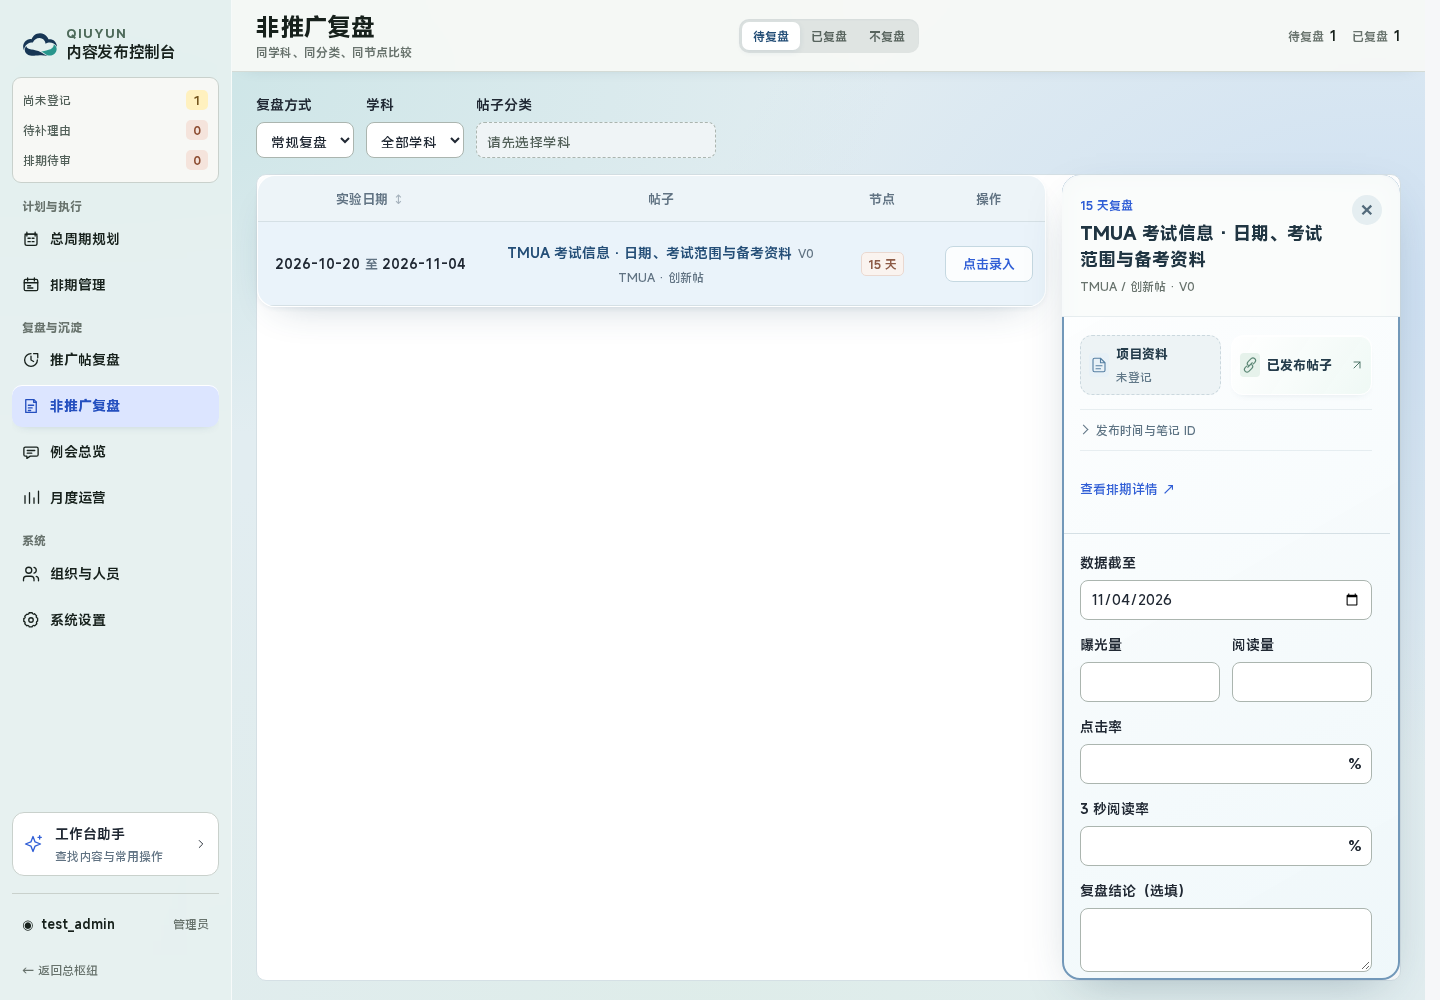 QIUYUN
内容发布控制台
尚未登记 1
待补理由 0
排期待审 0
计划与执行
总周期规划
排期管理
复盘与沉淀
推广帖复盘
非推广复盘
例会总览
月度运营
系统
组织与人员
系统设置
工作台助手
查找内容与常用操作
test_admin 管理员
← 返回总枢纽
非推广复盘
同学科、同分类、同节点比较
待复盘 已复盘 不复盘
待复盘 1 已复盘 1
复盘方式 学科 帖子分类
常规复盘 全部学科 请先选择学科
实验日期 ↕ 帖子 节点 操作
2026-10-20 至 2026-11-04 TMUA 考试信息 · 日期、考试范围与备考资料 V0 15 天 点击录入
TMUA · 创新帖
15 天复盘
TMUA 考试信息 · 日期、考试
范围与备考资料
TMUA / 创新帖 · V0
项目资料
未登记
已发布帖子
发布时间与笔记 ID
查看排期详情 ↗
数据截至
11/04/2026
曝光量 阅读量
点击率
%
3 秒阅读率
%
复盘结论（选填）